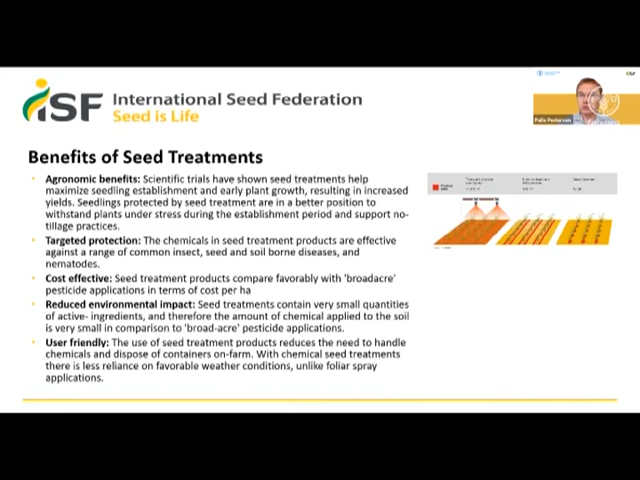 iSF International Seed Federation
Seed is Life
Palle Pedersen
Benefits of Seed Treatments
Agronomic benefits: Scientific trials have shown seed treatments help
maximize seedling establishment and early plant growth, resulting in increased
yields. Seedlings protected by seed treatment are in a better position to
withstand plants under stress during the establishment period and support no-
tillage practices.
Targeted protection: The chemicals in seed treatment products are effective
against a range of common insect, seed and soil borne diseases, and
nematodes.
Cost effective: Seed treatment products compare favorably with 'broadacre'
pesticide applications in terms of cost per ha
Reduced environmental impact: Seed treatments contain very small quantities
of active- ingredients, and therefore the amount of chemical applied to the soil
is very small in comparison to 'broad-acre' pesticide applications.
User friendly: The use of seed treatment products reduces the need to handle
chemicals and dispose of containers on-farm. With chemical seed treatments
there is less reliance on favorable weather conditions, unlike foliar spray
applications.